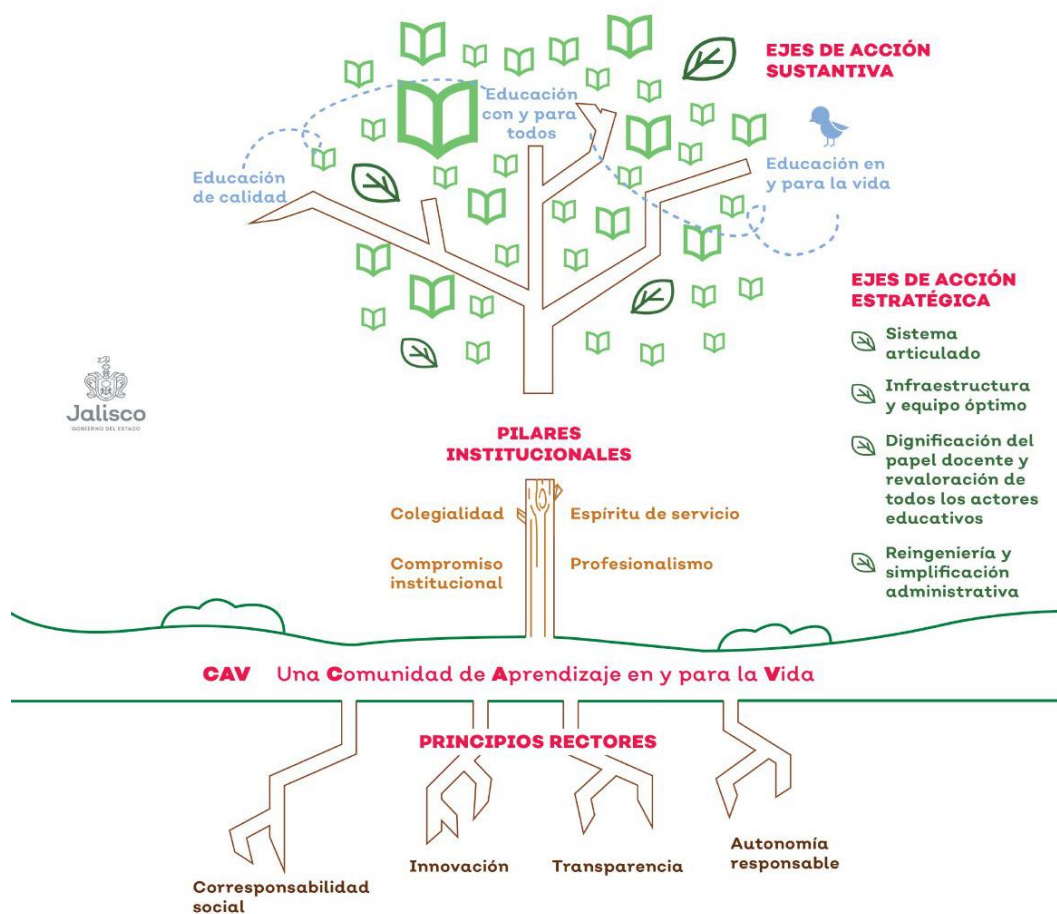 EJES DE ACCIÓN
SUSTANTIVA
Educación
con y para
todos
Educación
de calidad
Educación en
y para la vida
EJES DE ACCIÓN
ESTRATÉGICA
Sistema
articulado
Infraestructura
y equipo óptimo
Dignificación del
papel docente y
revaloración de
todos los actores
educativos
Reingeniería y
simplificación
administrativa
Jalisco
GOBIERNO DEL ESTADO
PILARES
INSTITUCIONALES
Colegialidad
Espíritu de servicio
Compromiso
institucional
Profesionalismo
CAV Una Comunidad de Aprendizaje en y para la Vida
PRINCIPIOS RECTORES
Corresponsabilidad
social
Innovación
Transparencia
Autonomía
responsable